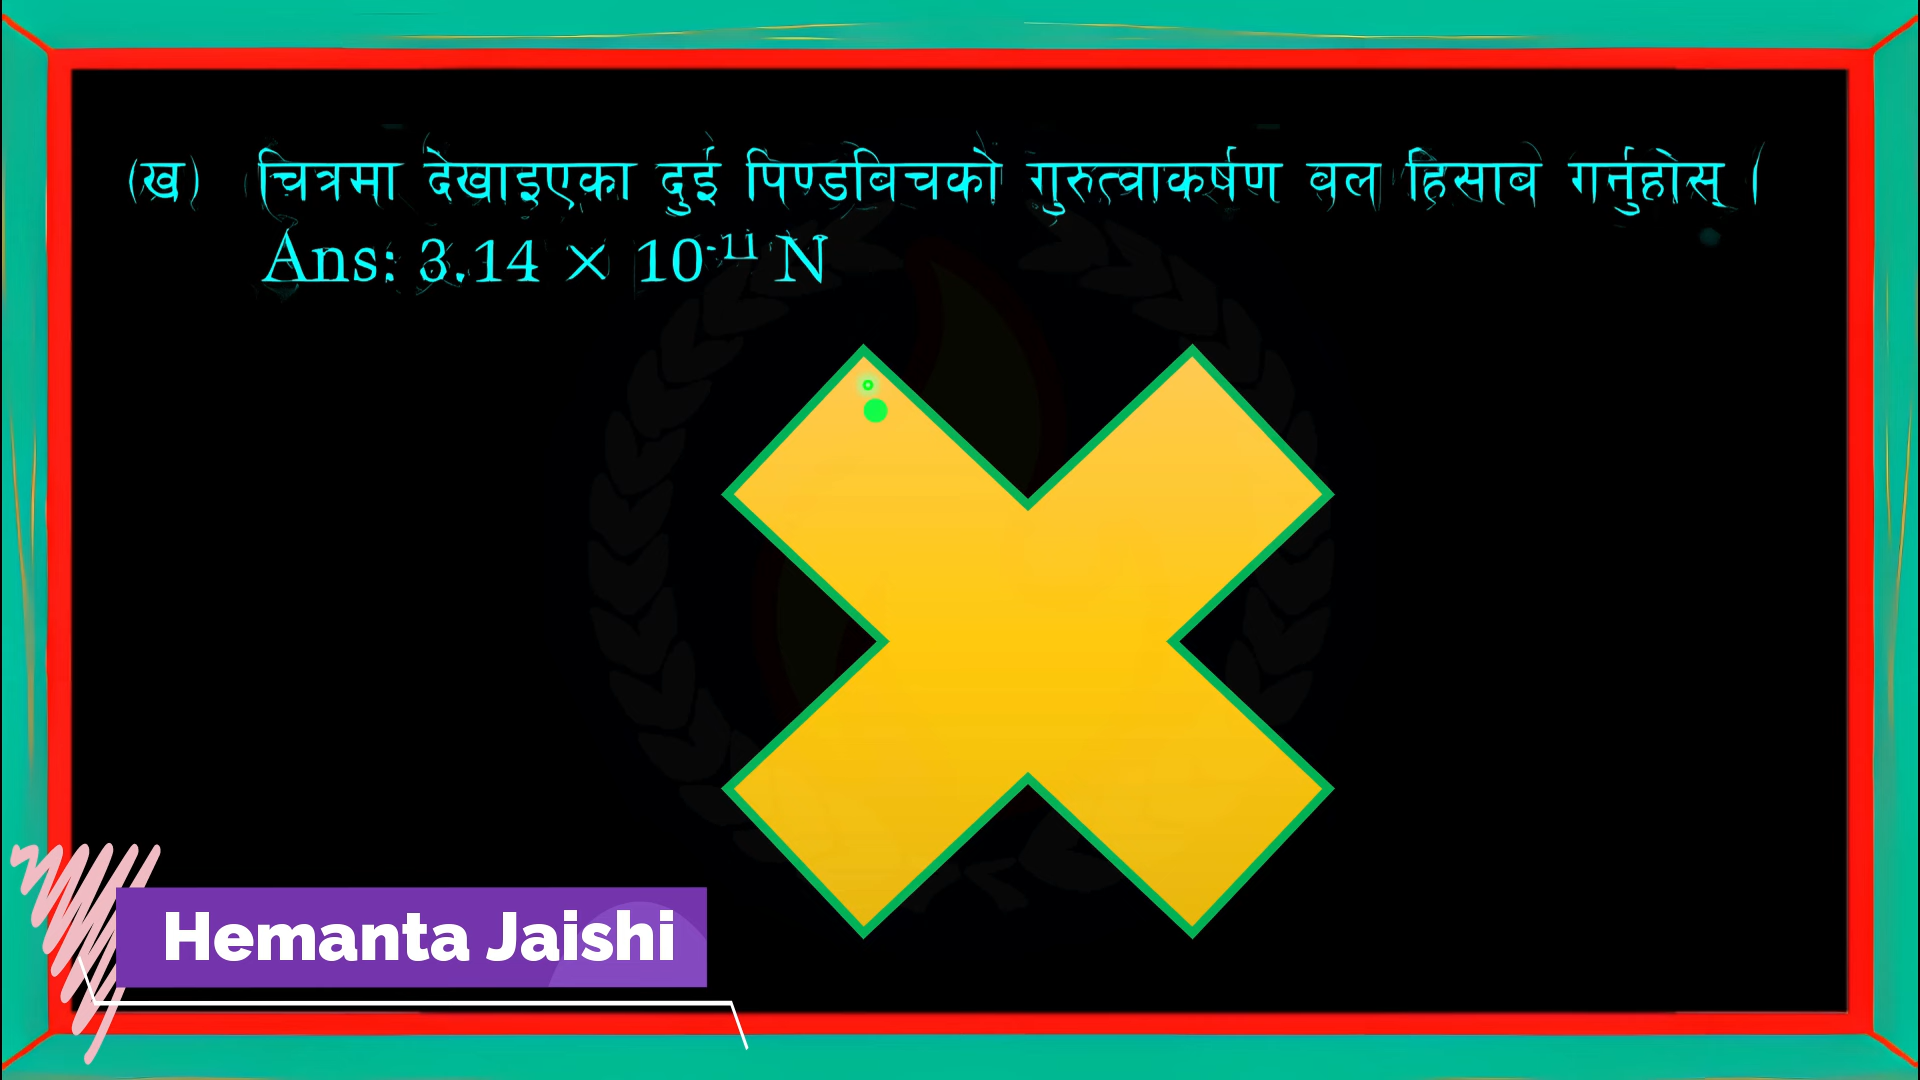 (ख) चित्रमा देखाइएका दुई पिण्डबिचको गुरुत्वाकर्षण बल हिसाब गर्नुहोस् ।
Ans: 3.14 × 10⁻¹¹ N
Hemanta Jaishi